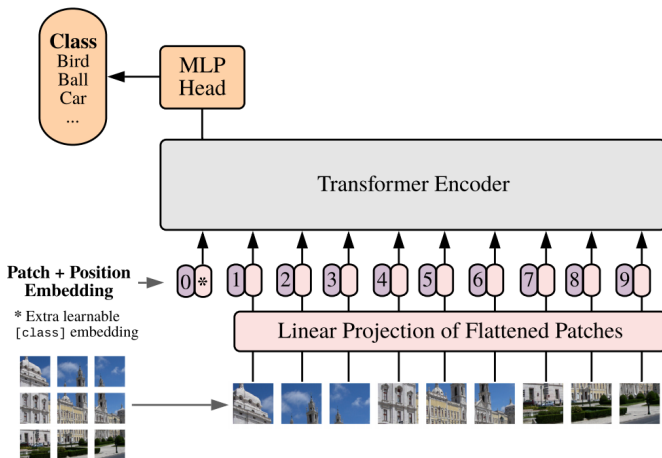 Class
Bird
Ball
Car
...
MLP
Head
Transformer Encoder
Patch + Position
Embedding
0 * 1 2 3 4 5 6 7 8 9
* Extra learnable
[class] embedding
Linear Projection of Flattened Patches